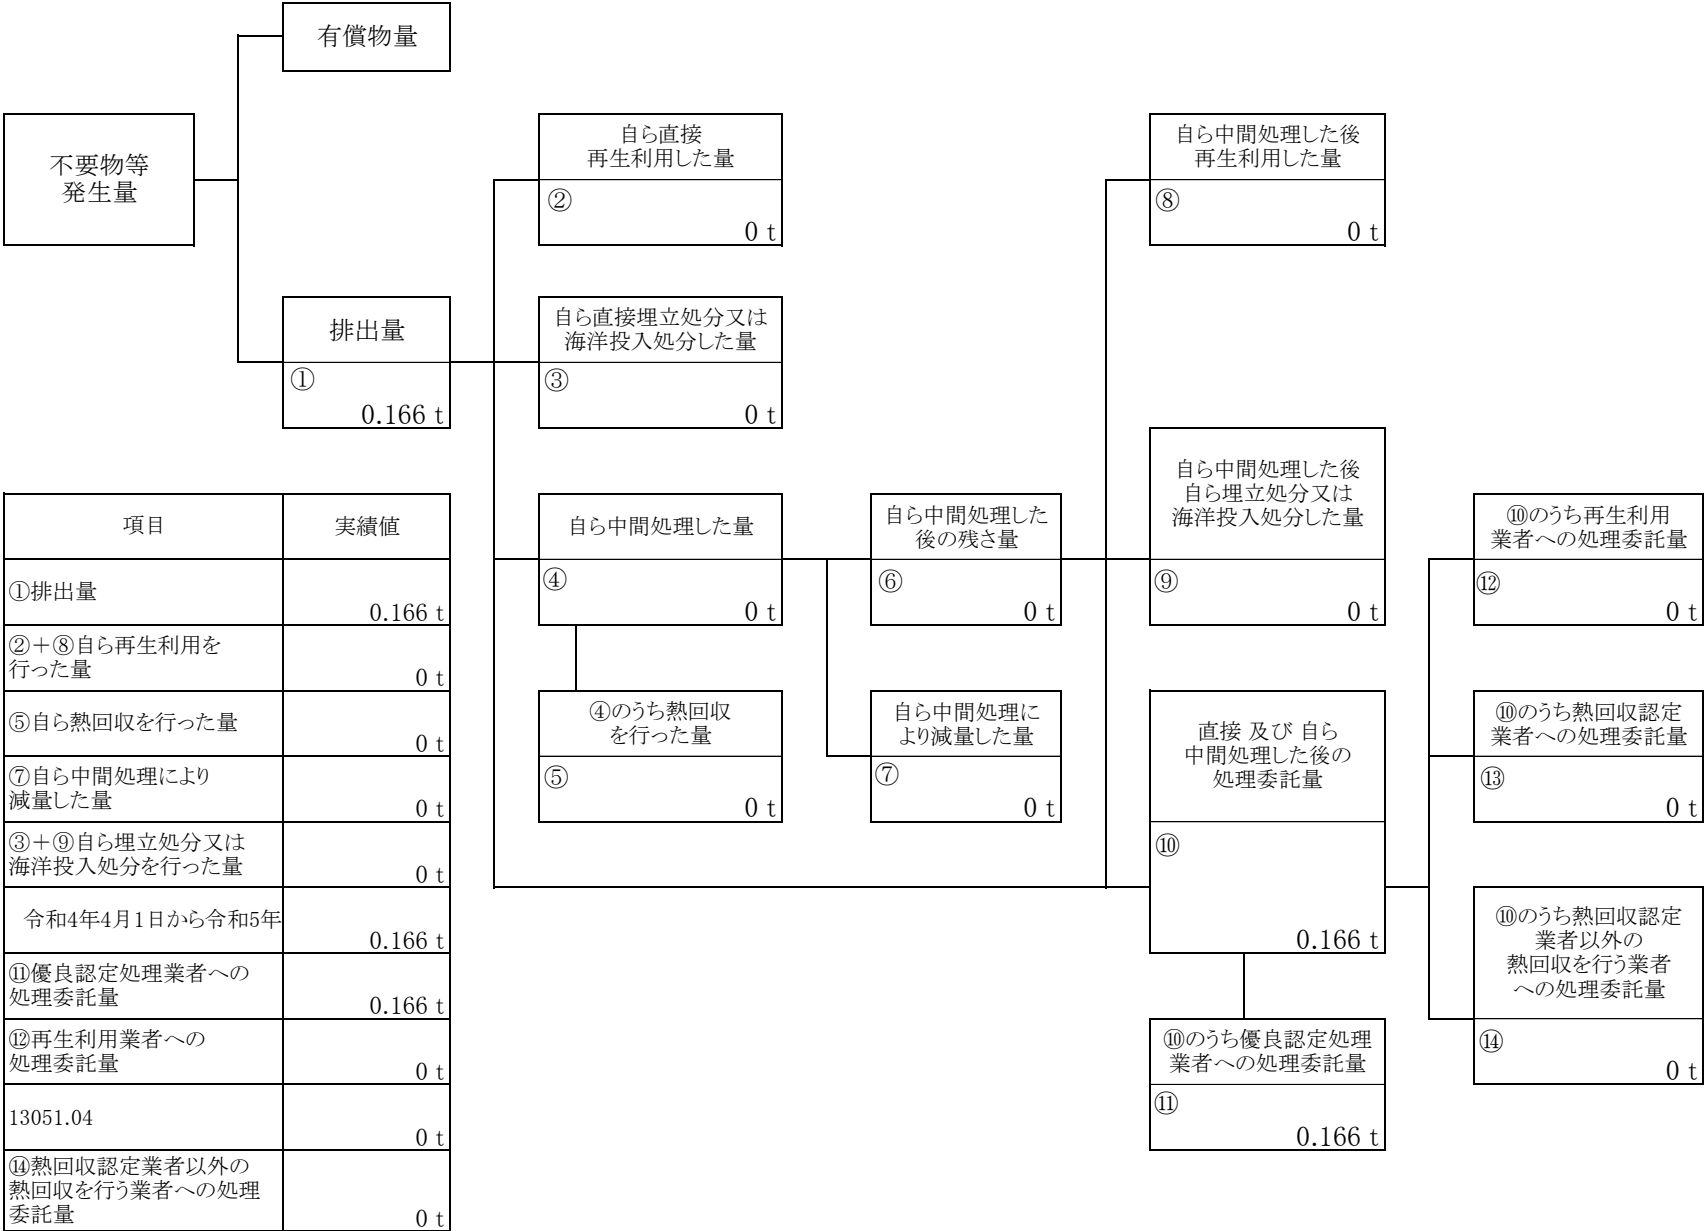 有償物量
不要物等
発生量
自ら直接
再生利用した量
②
0 t
自ら中間処理した後
再生利用した量
⑧
0 t
排出量
①
0.166 t
自ら直接埋立処分又は
海洋投入処分した量
③
0 t
自ら中間処理した量
④
0 t
自ら中間処理した
後の残さ量
⑥
0 t
自ら中間処理した後
自ら埋立処分又は
海洋投入処分した量
⑨
0 t
⑩のうち再生利用
業者への処理委託量
⑫
0 t
④のうち熱回収
を行った量
⑤
0 t
自ら中間処理に
より減量した量
⑦
0 t
直接 及び 自ら
中間処理した後の
処理委託量
⑩
0.166 t
⑩のうち熱回収認定
業者への処理委託量
⑬
0 t
⑩のうち熱回収認定
業者以外の
熱回収を行う業者
への処理委託量
⑭
0 t
⑩のうち優良認定処理
業者への処理委託量
⑪
0.166 t
項目 実績値
①排出量
0.166 t
②+⑧自ら再生利用を
行った量
0 t
⑤自ら熱回収を行った量
0 t
⑦自ら中間処理により
減量した量
0 t
③+⑨自ら埋立処分又は
海洋投入処分を行った量
0 t
令和4年4月1日から令和5年
0.166 t
⑪優良認定処理業者への
処理委託量
0.166 t
⑫再生利用業者への
処理委託量
0 t
13051.04
0 t
⑭熱回収認定業者以外の
熱回収を行う業者への処理
委託量
0 t